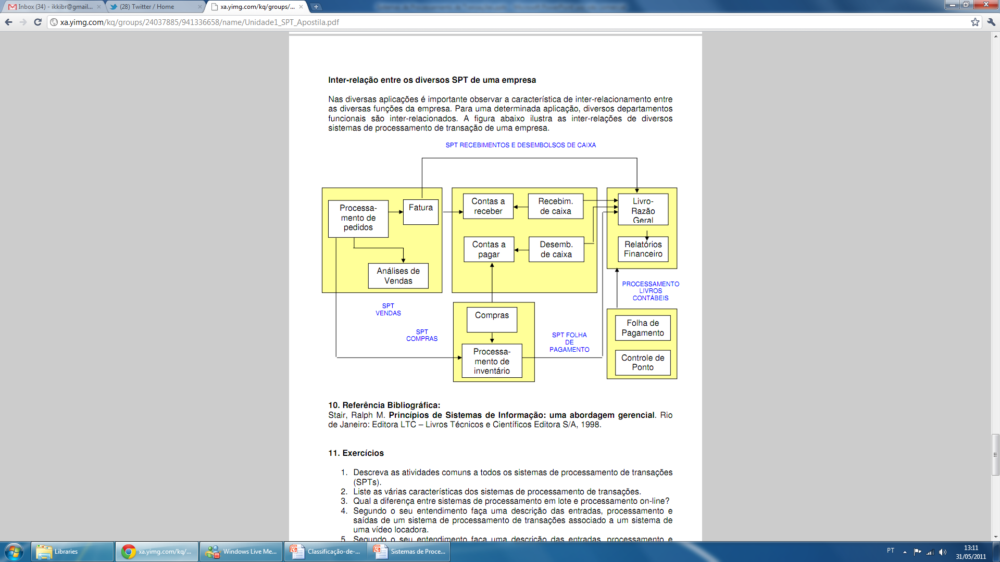 Inbox (34) - ikkibr@gmail...
(28) Twitter / Home
xa.yimg.com/kq/groups/...
xa.yimg.com/kq/groups/24037885/941336658/name/Unidade1_SPT_Apostila.pdf
Inter-relação entre os diversos SPT de uma empresa
Nas diversas aplicações é importante observar a característica de inter-relacionamento entre
as diversas funções da empresa. Para uma determinada aplicação, diversos departamentos
funcionais são inter-relacionados. A figura abaixo ilustra as inter-relações de diversos
sistemas de processamento de transação de uma empresa.
SPT RECEBIMENTOS E DESEMBOLSOS DE CAIXA
Processa-
mento de
pedidos
Fatura
Análises de
Vendas
Contas a
receber
Recebim.
de caixa
Contas a
pagar
Desemb.
de caixa
Livro-
Razão
Geral
Relatórios
Financeiro
PROCESSAMENTO
LIVROS
CONTÁBEIS
SPT
VENDAS
SPT
COMPRAS
Compras
Processa-
mento de
inventário
SPT FOLHA
DE
PAGAMENTO
Folha de
Pagamento
Controle de
Ponto
10. Referência Bibliográfica:
Stair, Ralph M. Princípios de Sistemas de Informação: uma abordagem gerencial. Rio
de Janeiro: Editora LTC – Livros Técnicos e Científicos Editora S/A, 1998.
11. Exercícios
1. Descreva as atividades comuns a todos os sistemas de processamento de transações
(SPTs).
2. Liste as várias características dos sistemas de processamento de transações.
3. Qual a diferença entre sistemas de processamento em lote e processamento on-line?
4. Segundo o seu entendimento faça uma descrição das entradas, processamento e
saídas de um sistema de processamento de transações associado a um sistema de
uma vídeo locadora.
5. Segundo o seu entendimento faça uma descrição das entradas, processamento e
Libraries
xa.yimg.com/kq/...
Windows Live Me...
Classificação-de-...
Sistemas de Proce...
PT
13:11
31/05/2011